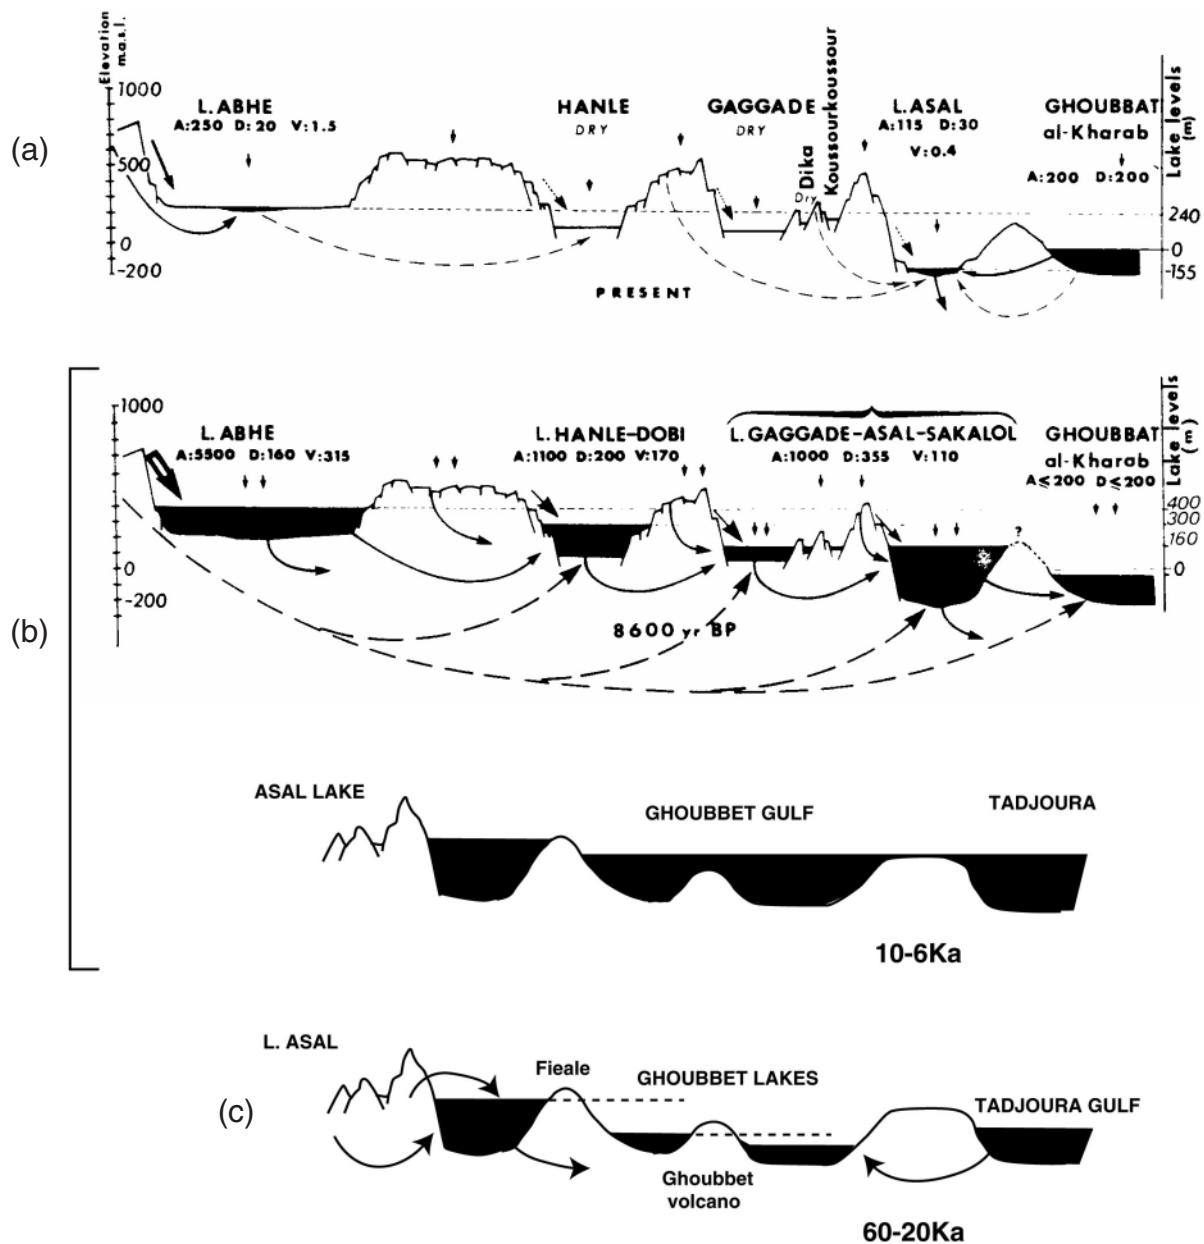 (a)
Elevation
m.a.s.l.
1000
500
0
-200
L. ABHE
A:250 D: 20 V:1.5
HANLE
DRY
GAGGADE
DRY
Dika
Dry
Koussourkoussour
L.ASAL
A:115 D:30
V:0.4
GHOUBBAT
al-Kharab
A:200 D:200
Lake levels
(m)
240
0
-155
PRESENT
(b)
1000
500
0
-200
L. ABHE
A:5500 D:160 V:315
L. HANLE-DOBI
A:1100 D:200 V:170
L. GAGGADE-ASAL-SAKALOL
A:1000 D:355 V:110
GHOUBBAT
al-Kharab
A⩽200 D⩽200
Lake levels
(m)
400
300
160
0
?
8600 yr BP
ASAL LAKE
GHOUBBET GULF
TADJOURA
10-6Ka
(c)
L. ASAL
Fieale
GHOUBBET LAKES
TADJOURA GULF
Ghoubbet
volcano
60-20Ka